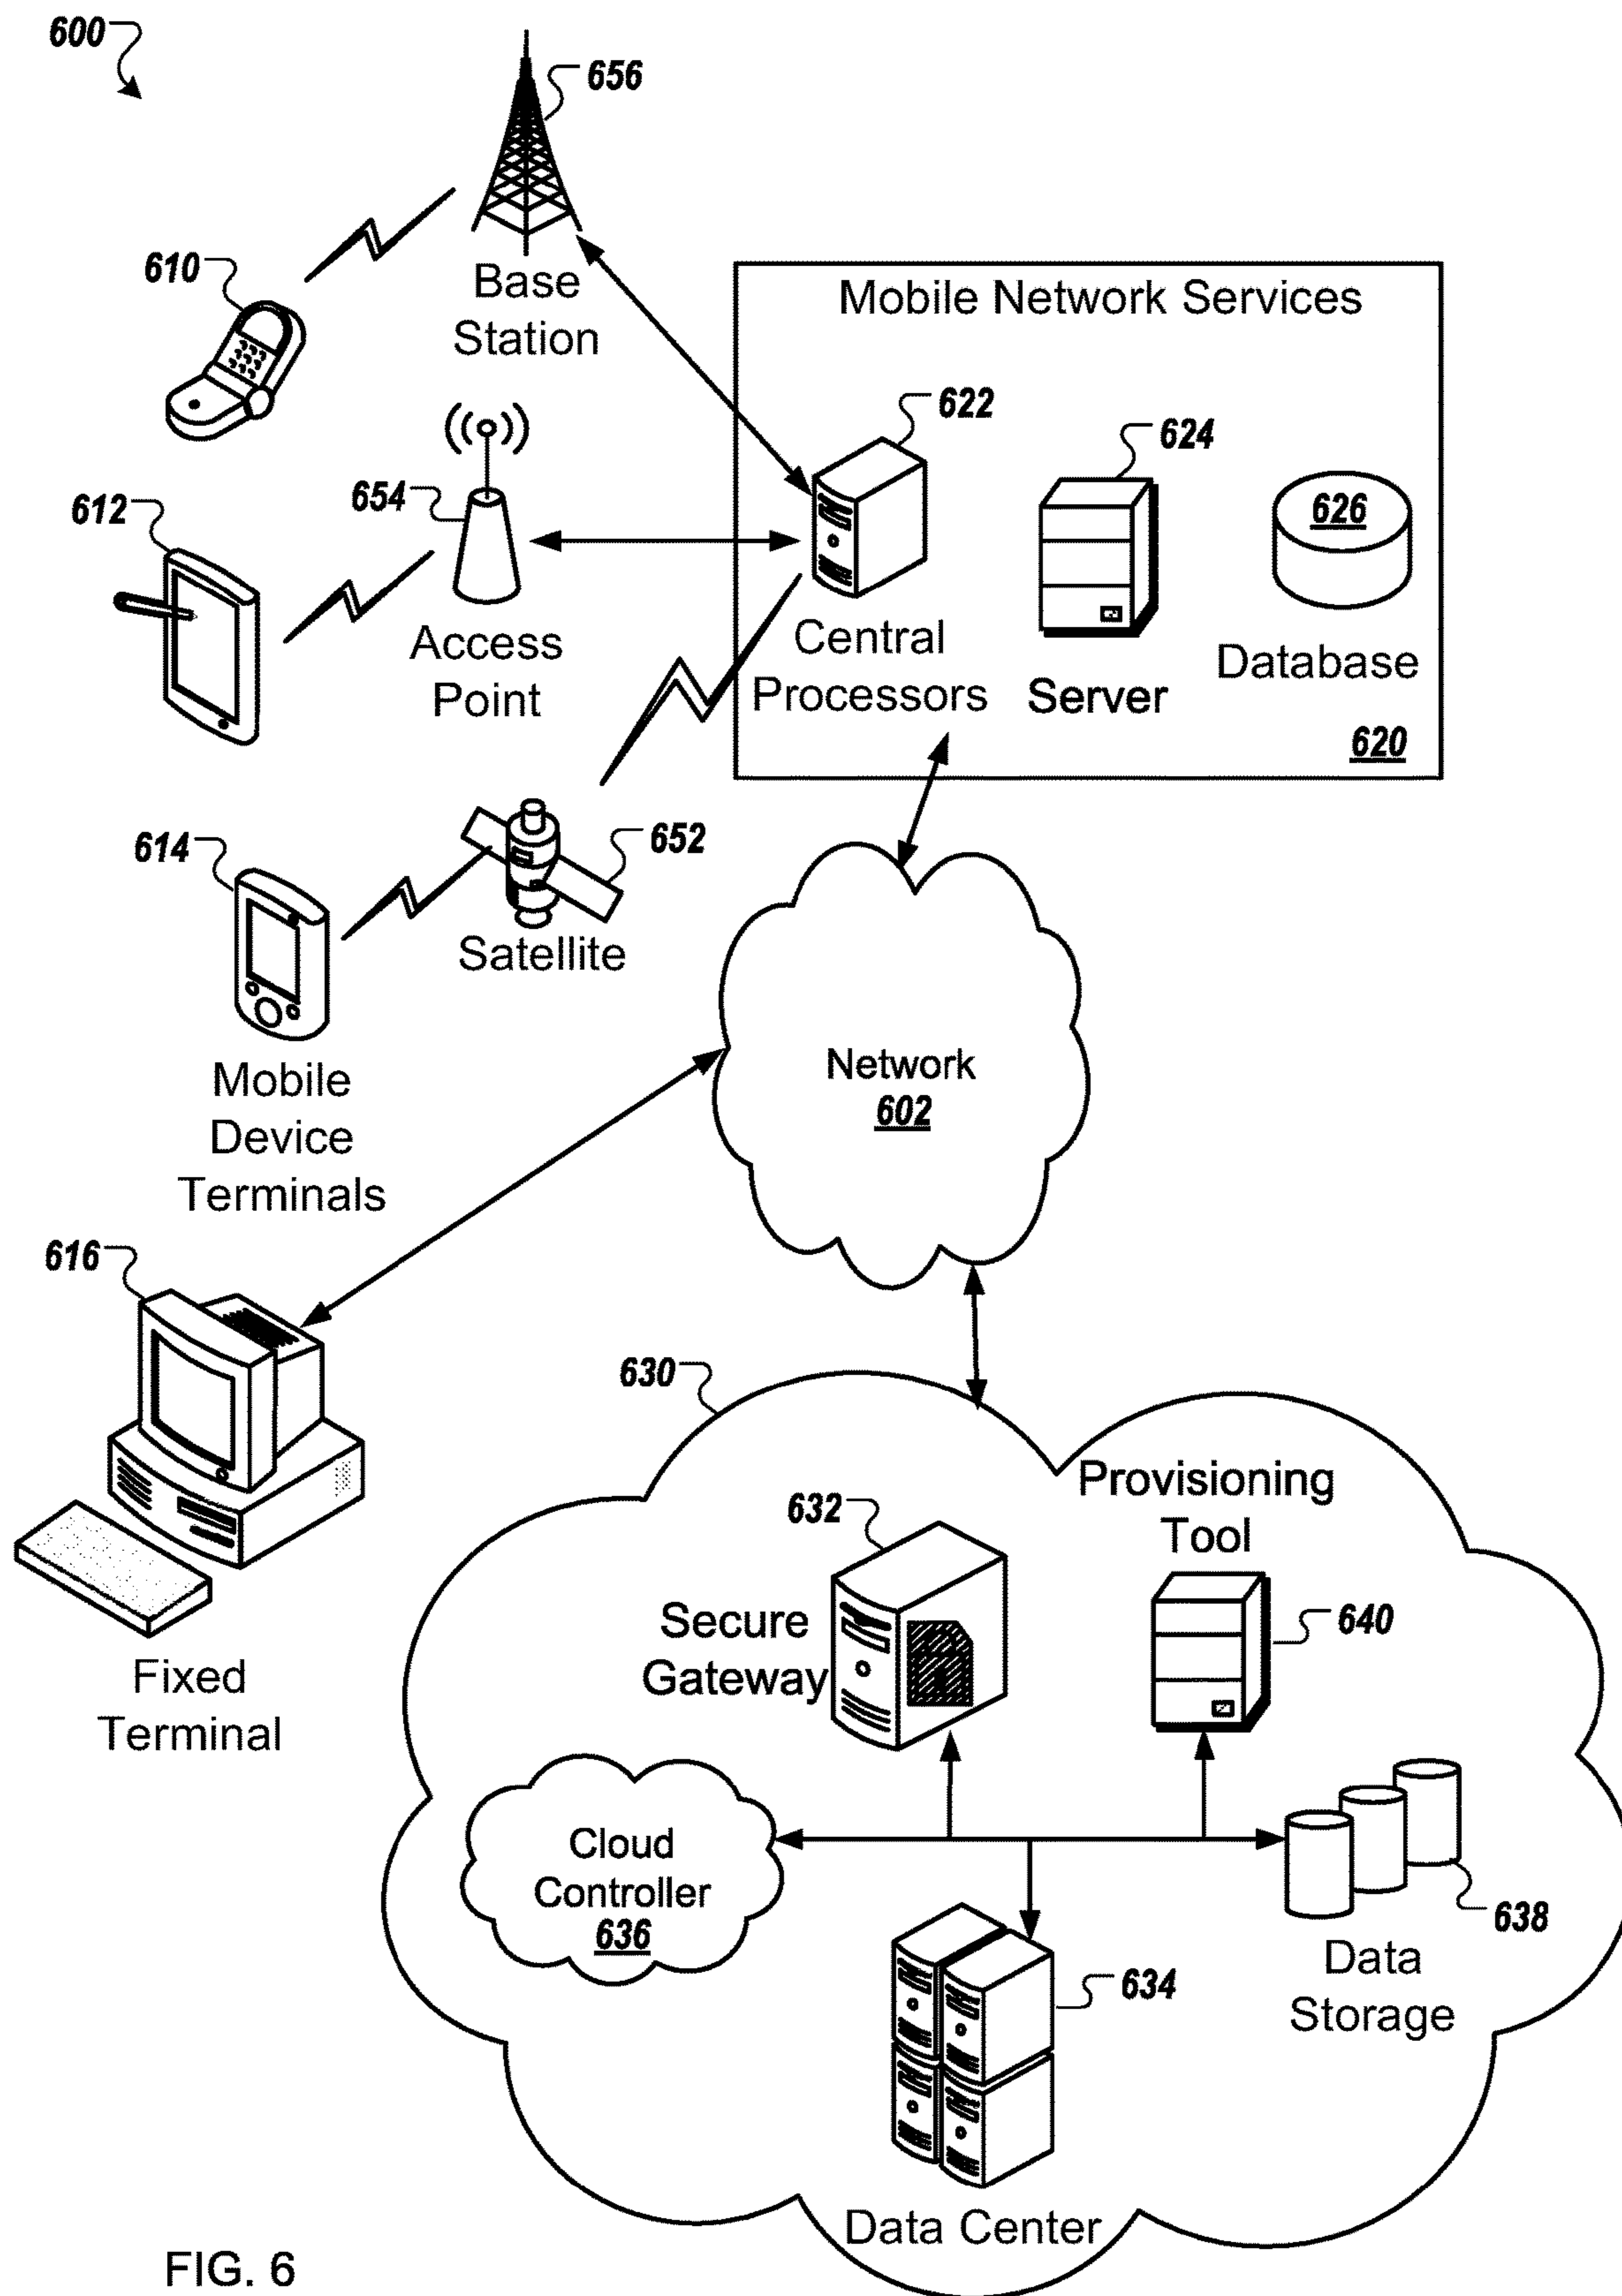 600
656
Base
Station
610
Mobile Network Services
622
624
626
654
612
Access
Point
Central
Processors
Server
Database
620
614
652
Satellite
Mobile
Device
Terminals
Network
602
616
Fixed
Terminal
630
Provisioning
Tool
632
640
Secure
Gateway
Cloud
Controller
636
638
Data
Storage
634
Data Center
FIG. 6